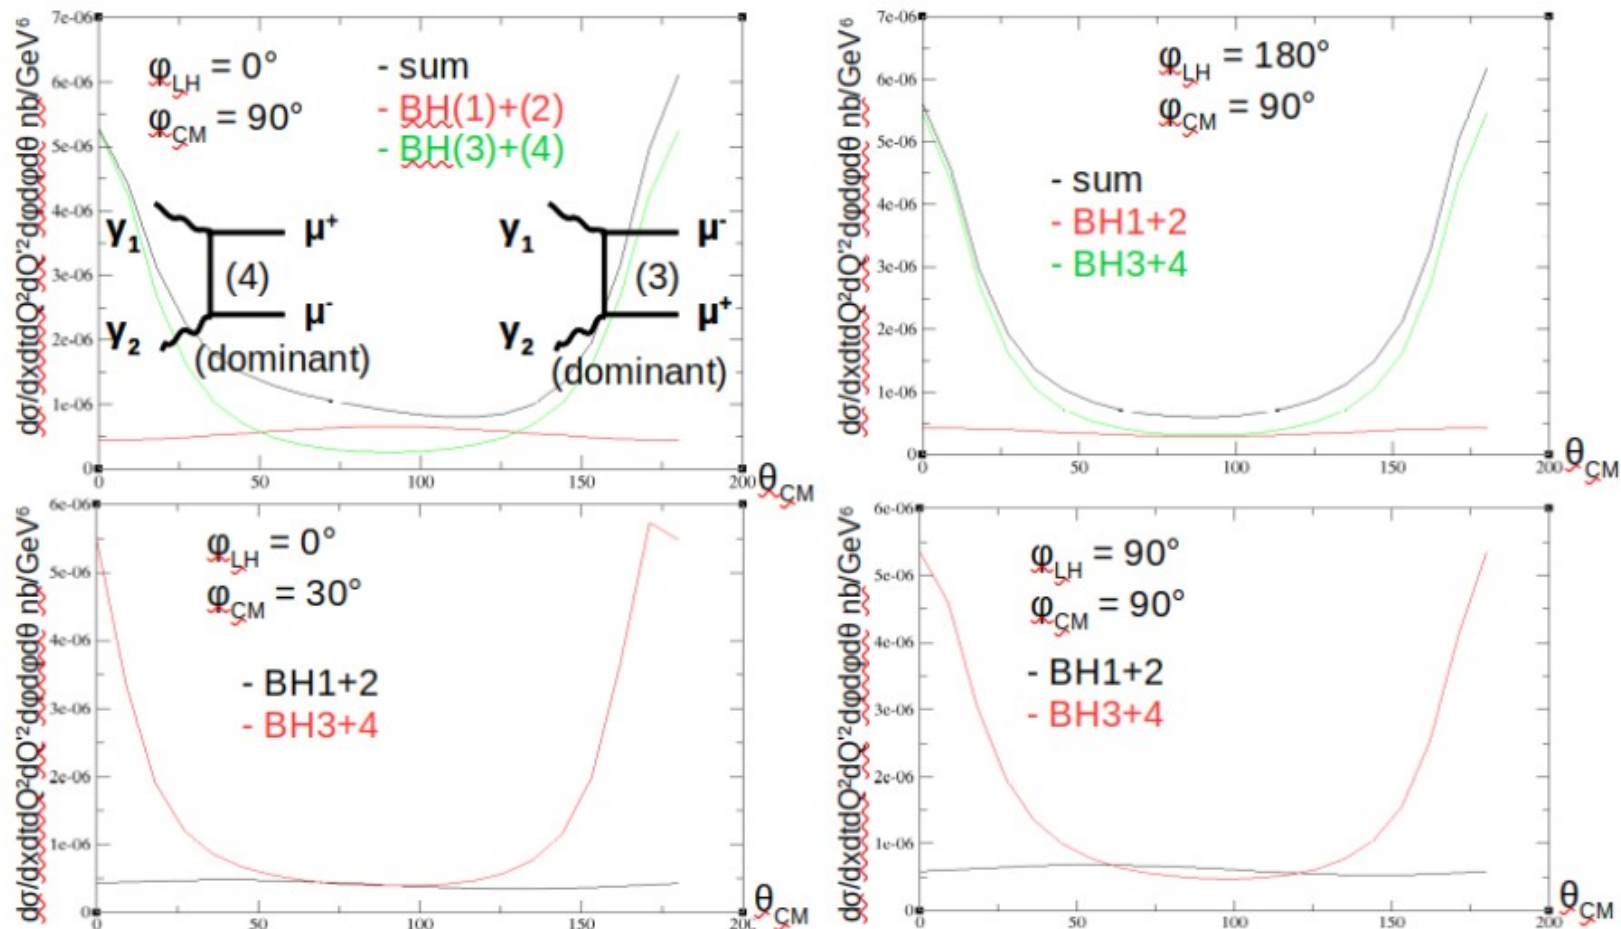 dσ/dxdtdQ²dQ'²dφdφdθ nb/GeV⁶
7e-06
6e-06
5e-06
4e-06
3e-06
2e-06
1e-06
0
0
50
100
150
200
θCM
φLH = 0°
φCM = 90°
- sum
- BH(1)+(2)
- BH(3)+(4)
γ1
μ+
(4)
γ2
μ-
(dominant)
γ1
μ-
(3)
γ2
μ+
(dominant)
dσ/dxdtdQ²dQ'²dφdφdθ nb/GeV⁶
7e-06
6e-06
5e-06
4e-06
3e-06
2e-06
1e-06
0
0
50
100
150
200
θCM
φLH = 180°
φCM = 90°
- sum
- BH1+2
- BH3+4
dσ/dxdtdQ²dQ'²dφdφdθ nb/GeV⁶
6e-06
5e-06
4e-06
3e-06
2e-06
1e-06
0
0
50
100
150
200
θCM
φLH = 0°
φCM = 30°
- BH1+2
- BH3+4
dσ/dxdtdQ²dQ'²dφdφdθ nb/GeV⁶
6e-06
5e-06
4e-06
3e-06
2e-06
1e-06
0
0
50
100
150
200
θCM
φLH = 90°
φCM = 90°
- BH1+2
- BH3+4